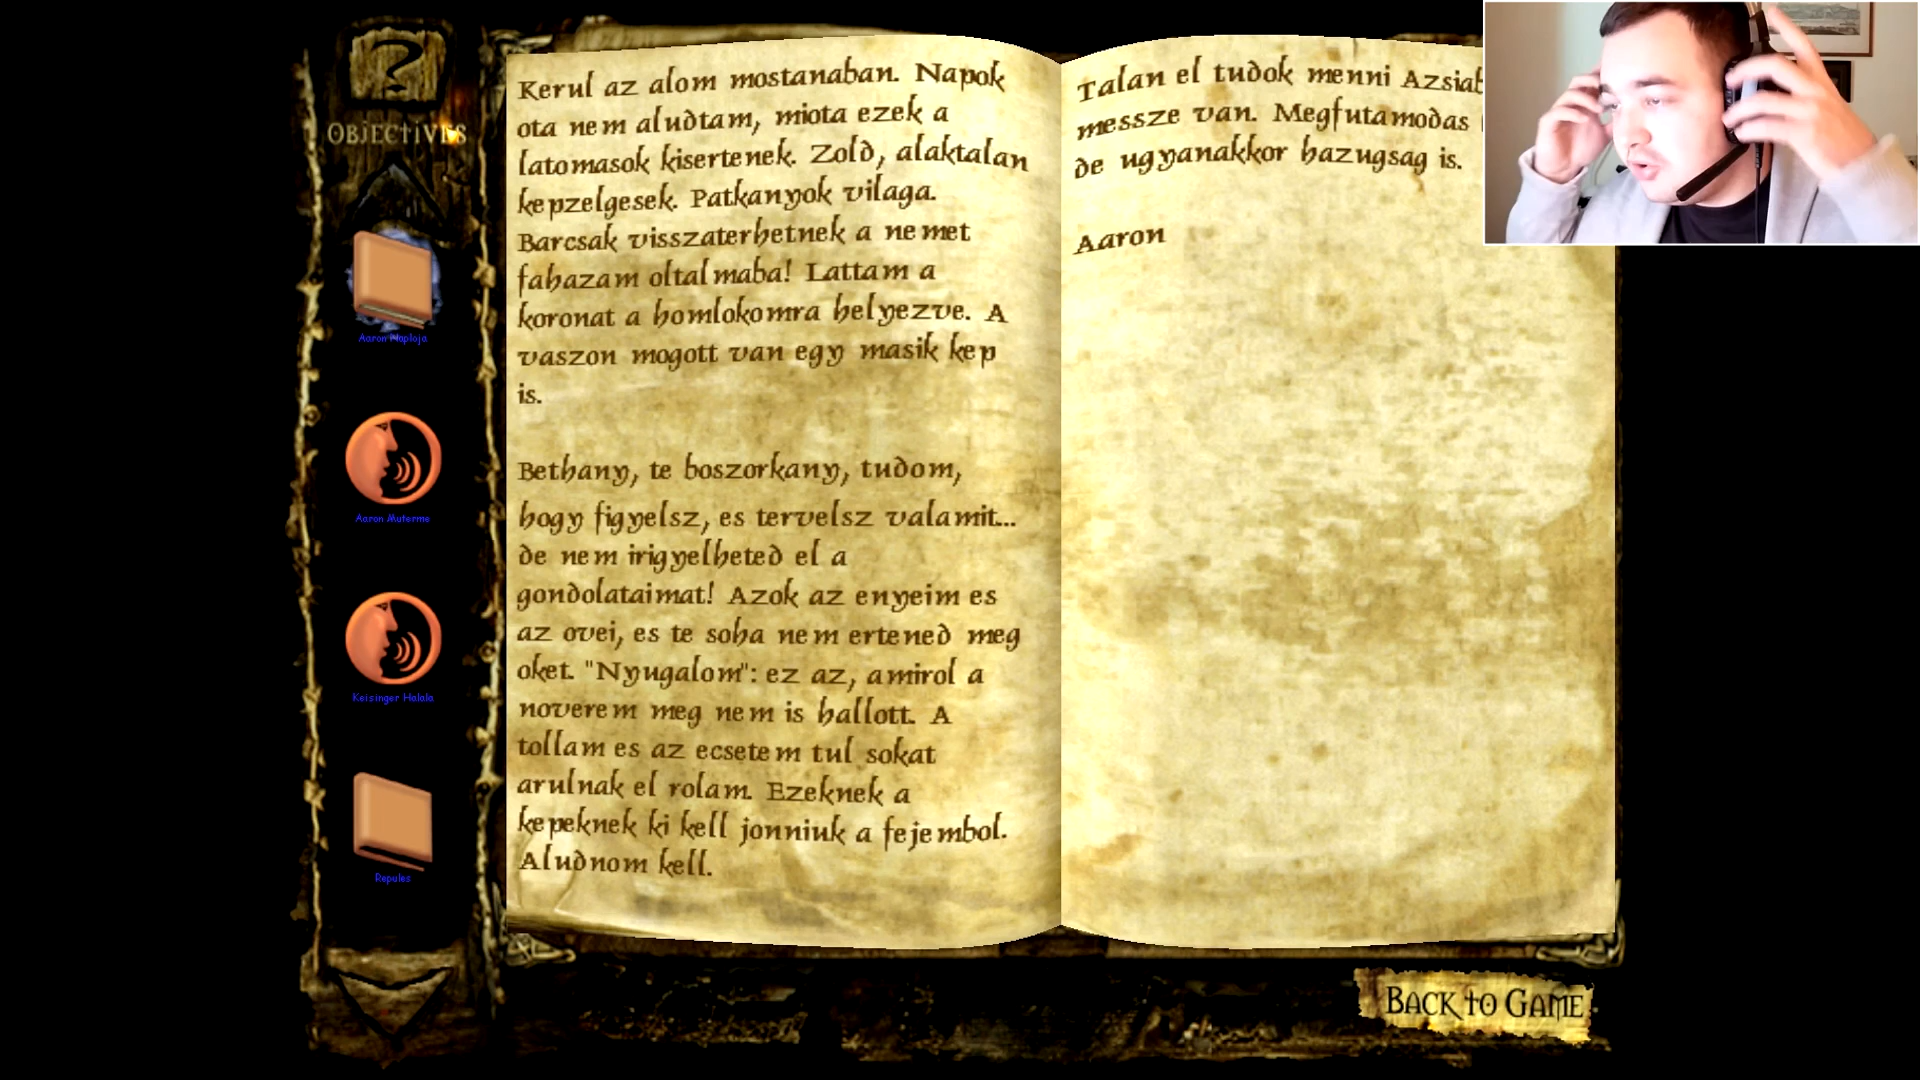 OBJECTIVES
Aaron Naploja
Aaron Muterme
Keisinger Halala
Repules
Kerul az alom mostanaban. Napok
ota nem aludtam, miota ezek a
latomasok kisertenek. Zold, alaktalan
kepzelgesek. Patkanyok vilaga.
Barcsak visszaterhetnek a nemet
fahazam oltalmaba! Lattam a
koronat a homlokomra helyezve. A
vaszon mogott van egy masik kep
is.
Bethany, te boszorkany, tudom,
hogy figyelsz, es tervelsz valamit...
de nem irigyelheted el a
gondolataimat! Azok az enyeim es
az ovei, es te soha nem ertened meg
oket. "Nyugalom": ez az, amirol a
noverem meg nem is hallott. A
tollam es az ecsetem tul sokat
arulnak el rolam. Ezeknek a
kepeknek ki kell jonniuk a fejembol.
Aludnom kell.
Talan el tudok menni Azsiab
messze van. Megfutamodas
de ugyanakkor hazugsag is.
Aaron
BACK TO GAME